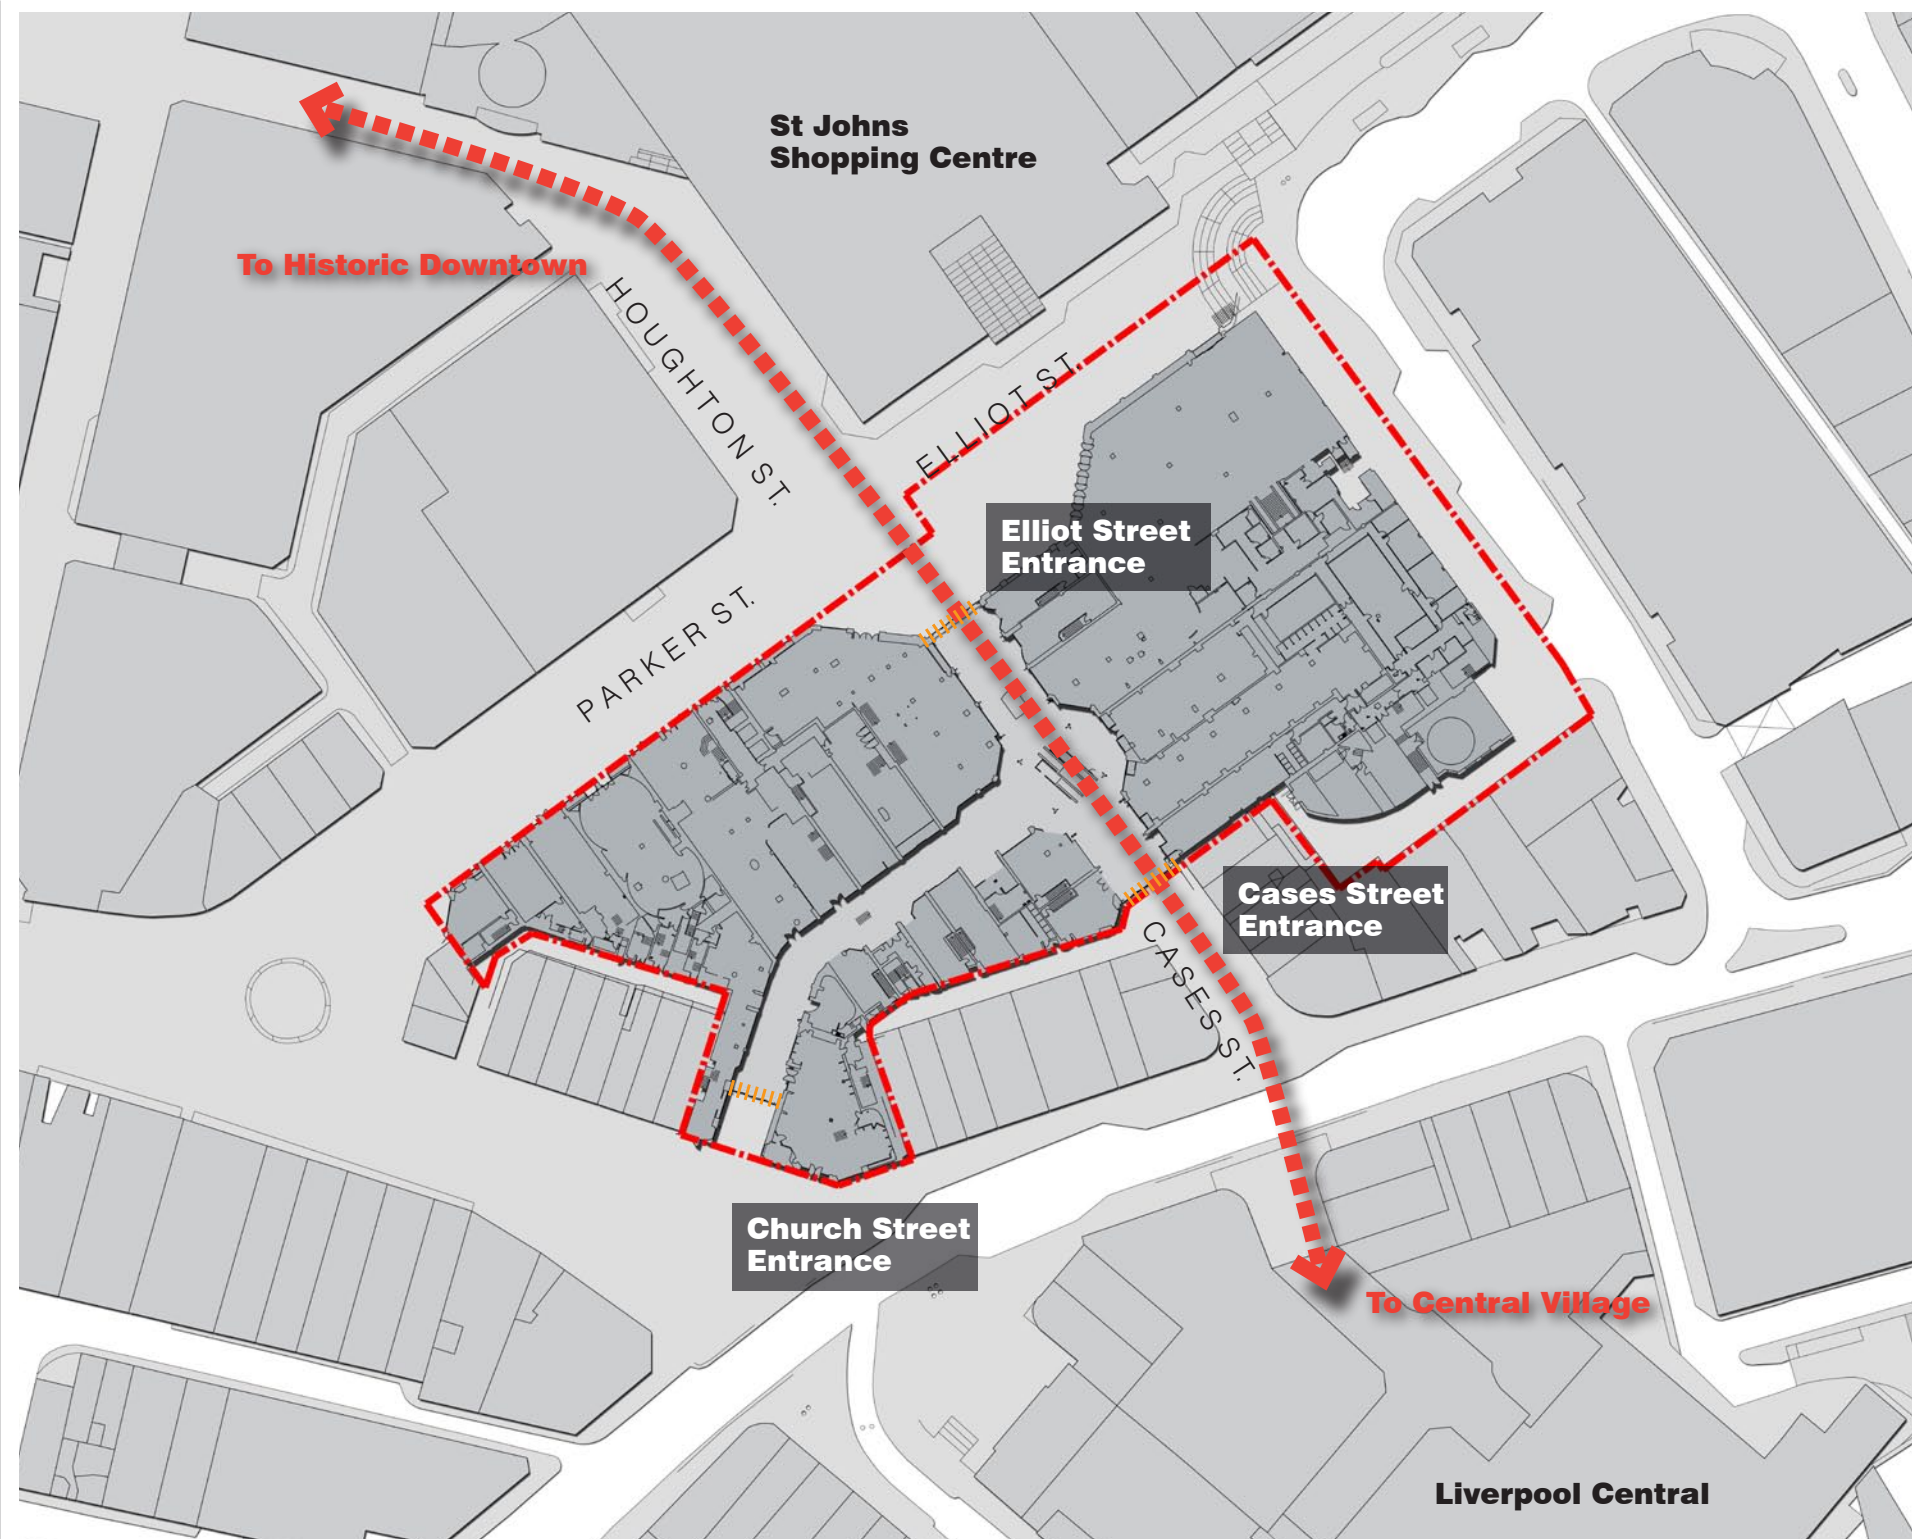 St Johns
Shopping Centre
To Historic Downtown
HOUGHTON ST.
ELLIOT ST.
Elliot Street
Entrance
PARKER ST.
Cases Street
Entrance
CASES ST.
Church Street
Entrance
To Central Village
Liverpool Central